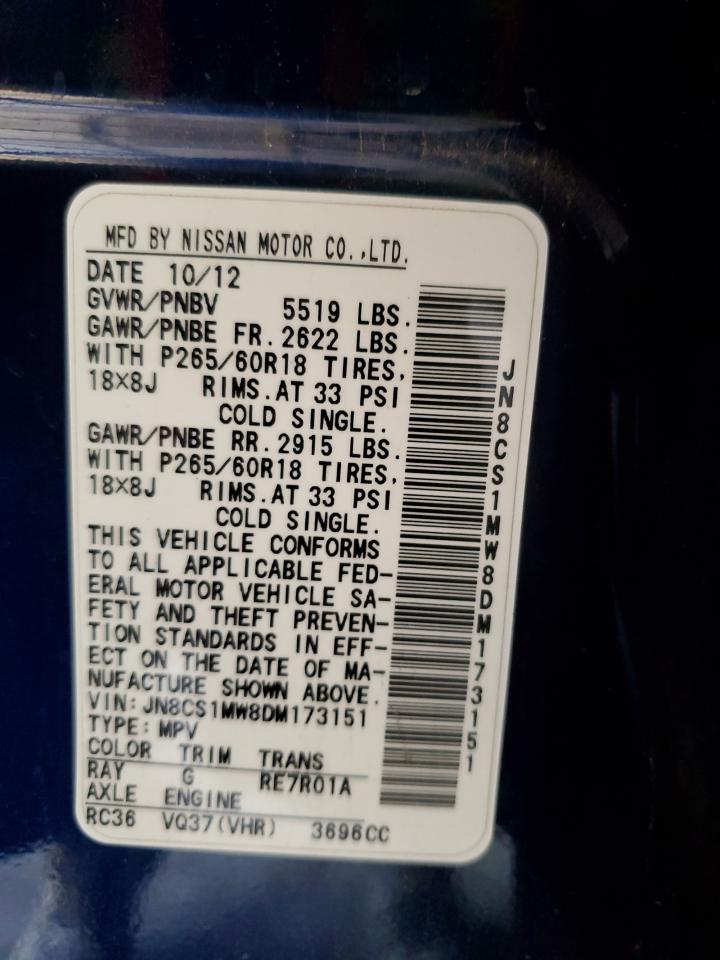 MFD BY NISSAN MOTOR CO.,LTD.
DATE 10/12
GVWR/PNBV 5519 LBS.
GAWR/PNBE FR.2622 LBS.
WITH P265/60R18 TIRES,
18X8J RIMS.AT 33 PSI
COLD SINGLE.
GAWR/PNBE RR.2915 LBS.
WITH P265/60R18 TIRES,
18X8J RIMS.AT 33 PSI
COLD SINGLE.
THIS VEHICLE CONFORMS
TO ALL APPLICABLE FED-
ERAL MOTOR VEHICLE SA-
FETY AND THEFT PREVEN-
TION STANDARDS IN EFF-
ECT ON THE DATE OF MA-
NUFACTURE SHOWN ABOVE.
VIN:JN8CS1MW8DM173151
TYPE:MPV
COLOR TRIM TRANS
RAY G RE7R01A
AXLE ENGINE
RC36 VQ37(VHR) 3696CC
JN8CS1MW8DM173151